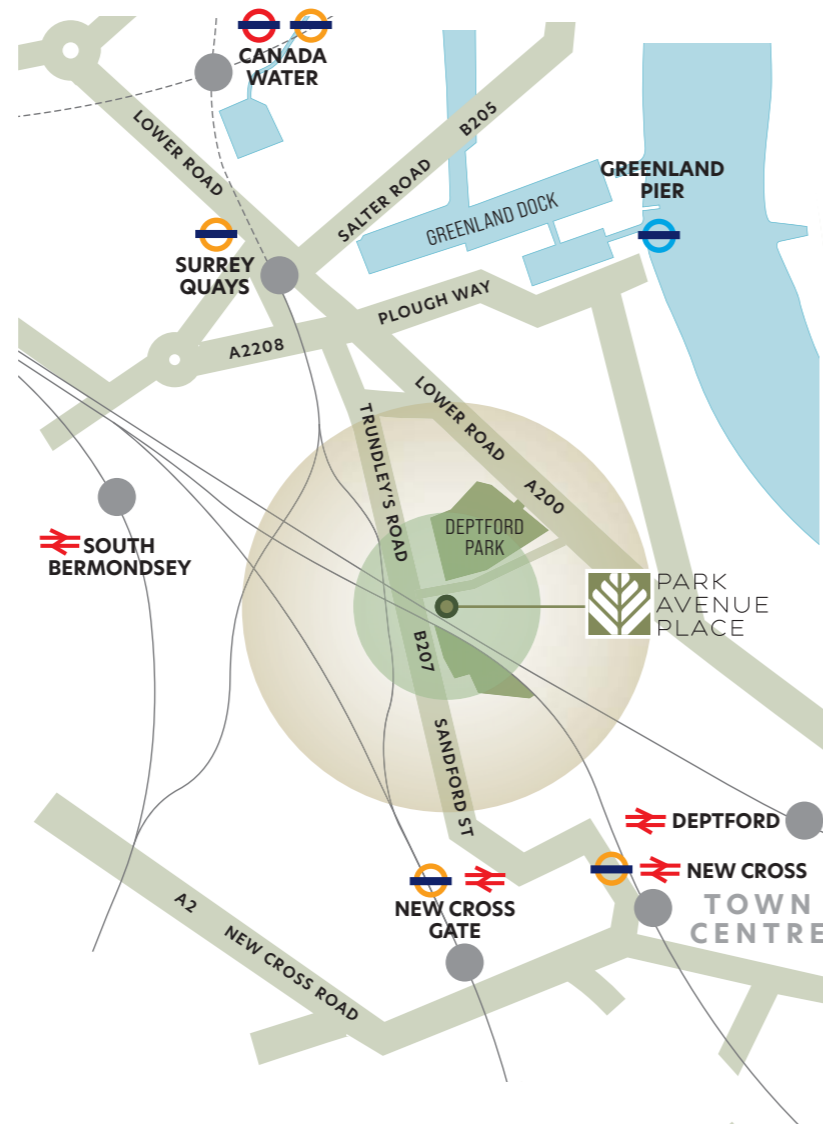 CANADA
WATER
LOWER ROAD
B205
SALTER ROAD
GREENLAND
PIER
GREENLAND DOCK
SURREY
QUAYS
PLOUGH WAY
A2208
LOWER ROAD
TRUNDLEY'S ROAD
A200
DEPTFORD
PARK
SOUTH
BERMONDSEY
PARK
AVENUE
PLACE
B207
SANDFORD ST
DEPTFORD
NEW CROSS
TOWN
CENTRE
NEW CROSS
GATE
A2
NEW CROSS ROAD